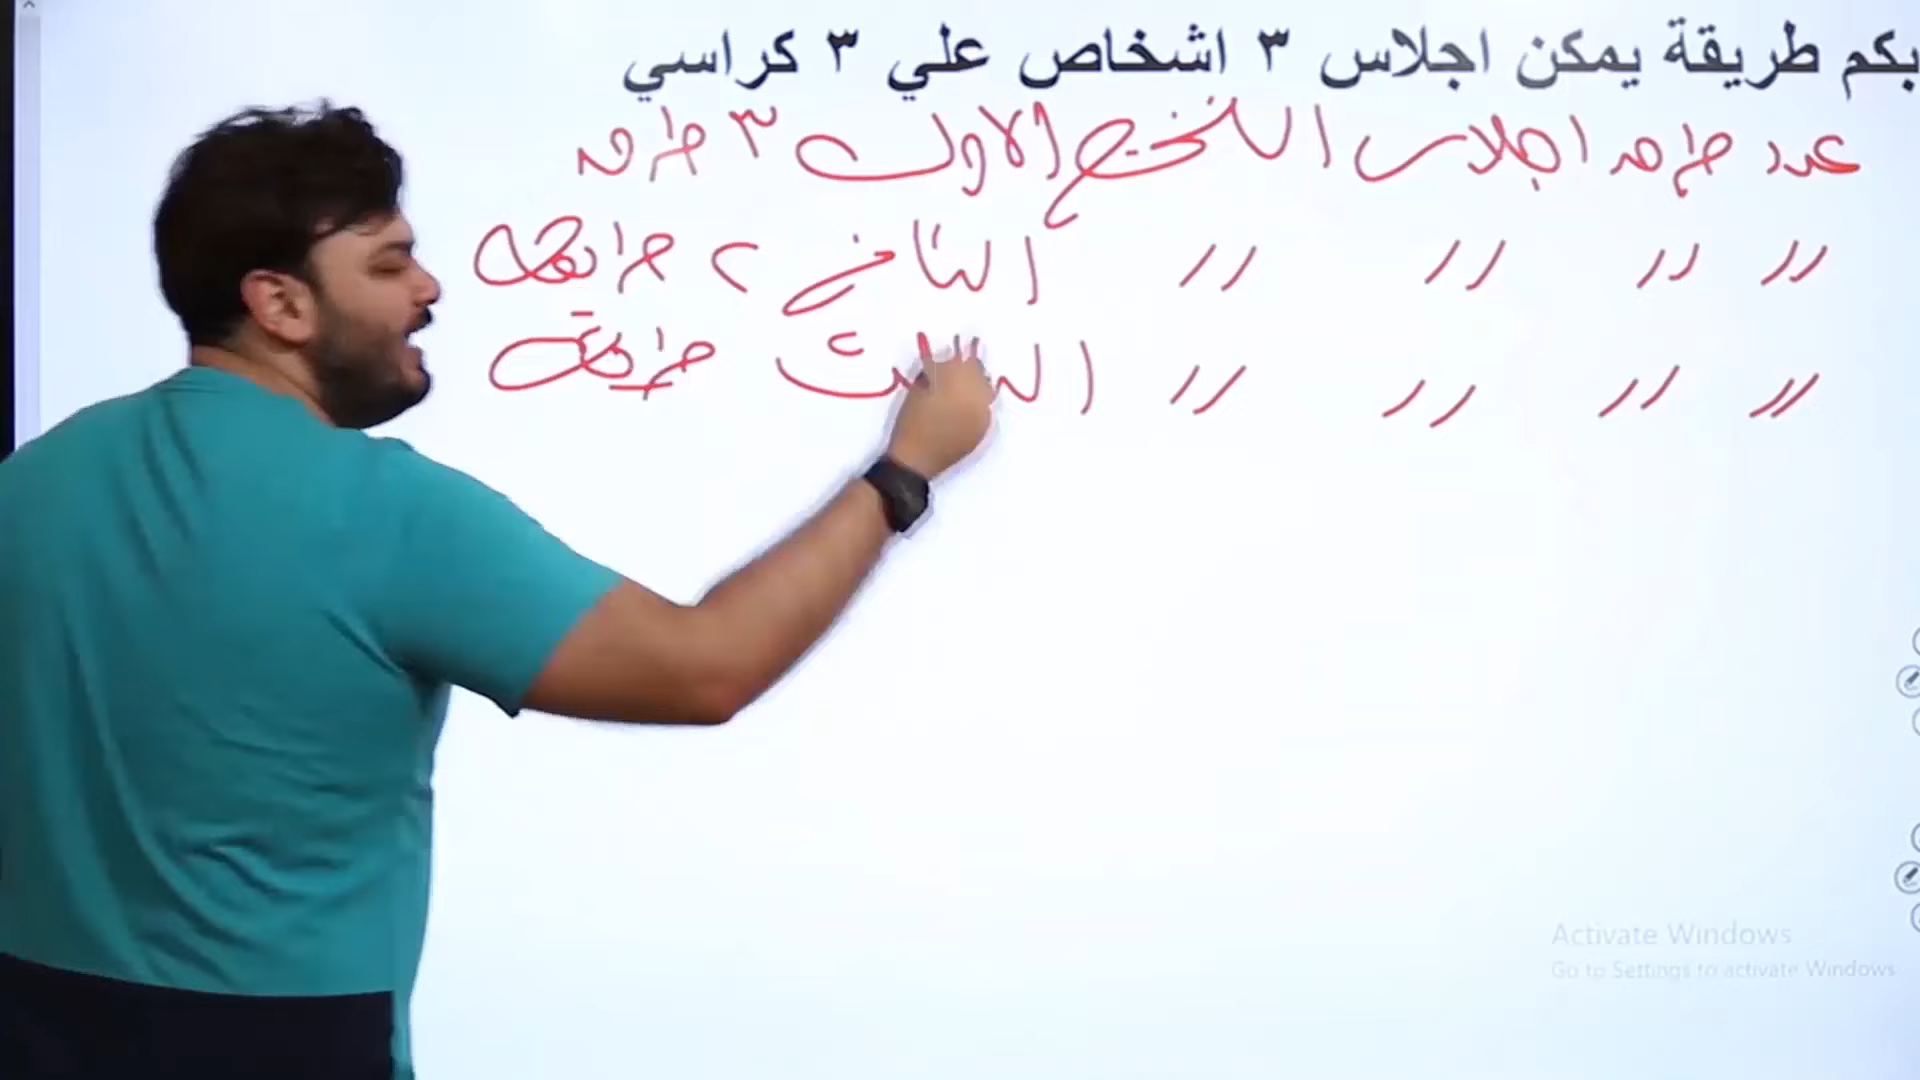 بكم طريقة يمكن اجلاس ٣ اشخاص علي ٣ كراسي
عدد طرق اجلاس الشخص الاول ٣ طرق
〃 〃 〃 〃 الثاني ٢ طريقة
〃 〃 〃 〃 الثالث طريقة
Activate Windows
Go to Settings to activate Windows